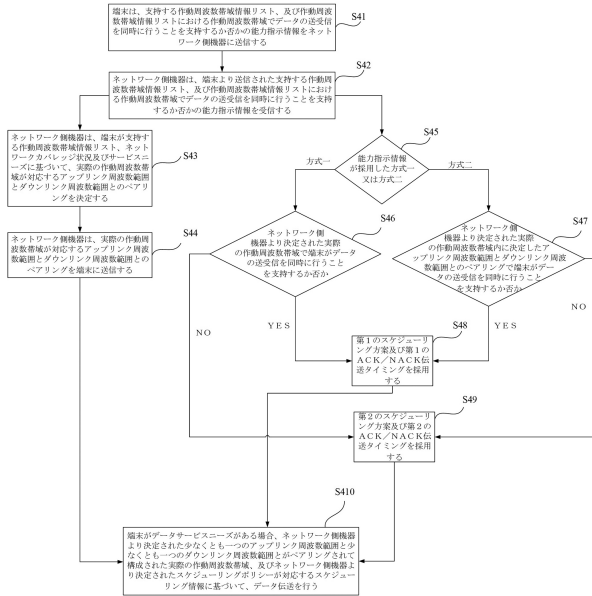 S41
端末は、支持する作動周波数帯域情報リスト、及び作動周波数
帯域情報リストにおける作動周波数帯域でデータの送受信
を同時に行うことを支持するか否かの能力指示情報をネット
ワーク側機器に送信する
S42
ネットワーク側機器は、端末より送信された支持する作動周
波数帯域情報リスト、及び作動周波数帯域情報リストにおけ
る作動周波数帯域でデータの送受信を同時に行うことを支持
するか否かの能力指示情報を受信する
S43
ネットワーク側機器は、端末が支持す
る作動周波数帯域情報リスト、ネット
ワークカバレッジ状況及びサービスニ
ーズに基づいて、実際の作動周波数帯
域が対応するアップリンク周波数範囲
とダウンリンク周波数範囲とのペアリ
ングを決定する
S44
ネットワーク側機器は、実際の作動周
波数帯域が対応するアップリンク周波
数範囲とダウンリンク周波数範囲との
ペアリングを端末に送信する
S45
能力指示情報
が採用した方式一
又は方式二
方式一
方式二
S46
ネットワーク側
機器より決定された実際
の作動周波数帯域で端末がデータ
の送受信を同時に行うこと
を支持するか否か
S47
ネットワーク側
機器より決定された実際
の作動周波数帯域内に決定したア
ップリンク周波数範囲とダウンリンク周波
数範囲とのペアリングで端末がデー
タの送受信を同時に行うこと
を支持するか否か
NO
YES
YES
NO
S48
第1のスケジューリ
ング方案及び第1の
ACK/NACK伝
送タイミングを採用
する
S49
第2のスケジューリ
ング方案及び第2の
ACK/NACK伝
送タイミングを採用
する
S410
端末がデータサービスニーズがある場合、ネットワーク側機器
より決定された少なくとも一つのアップリンク周波数範囲と少
なくとも一つのダウンリンク周波数範囲とがペアリングされて
構成された実際の作動周波数帯域、及びネットワーク側機器よ
り決定されたスケジューリングポリシーが対応するスケジュー
リング情報に基づいて、データ伝送を行う